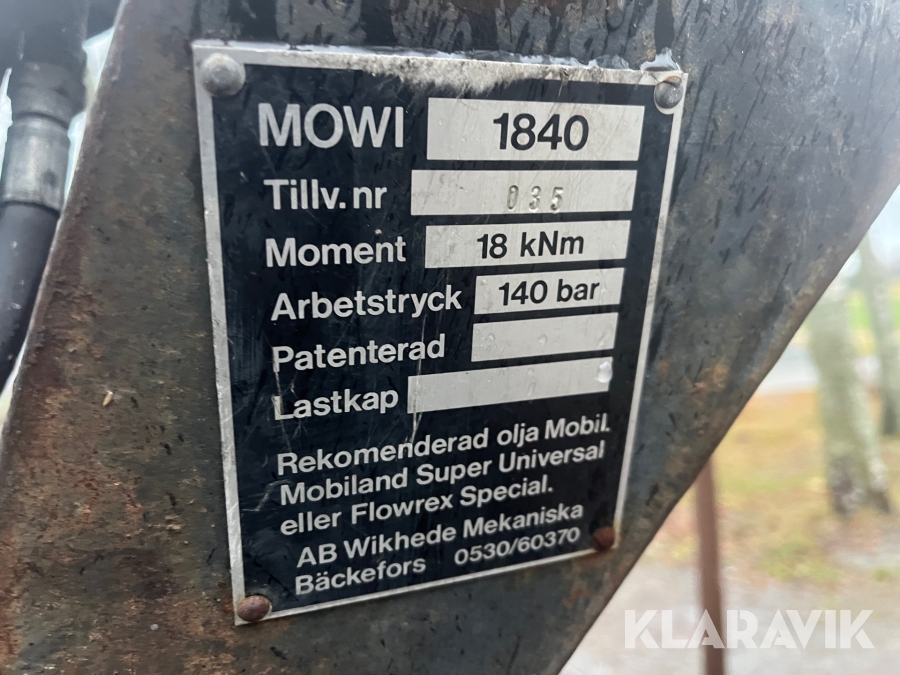 MOWI 1840
Tillv. nr 035
Moment 18 kNm
Arbetstryck 140 bar
Patenterad
Lastkap
Rekomenderad olja Mobil.
Mobiland Super Universal
eller Flowrex Special.
AB Wikhede Mekaniska
Bäckefors 0530/60370
KLARAVIK